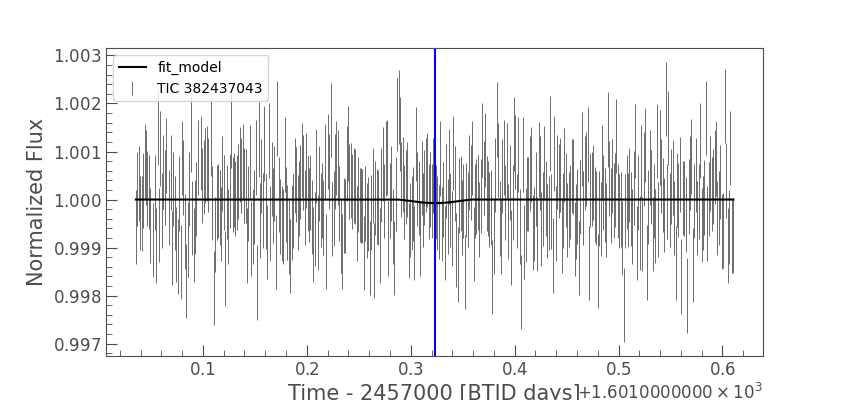 1.003
1.002
1.001
1.000
0.999
0.998
0.997
Normalized Flux
fit_model
TIC 382437043
0.1 0.2 0.3 0.4 0.5 0.6
Time - 2457000 [BTJD days]
+1.6010000000 × 10³